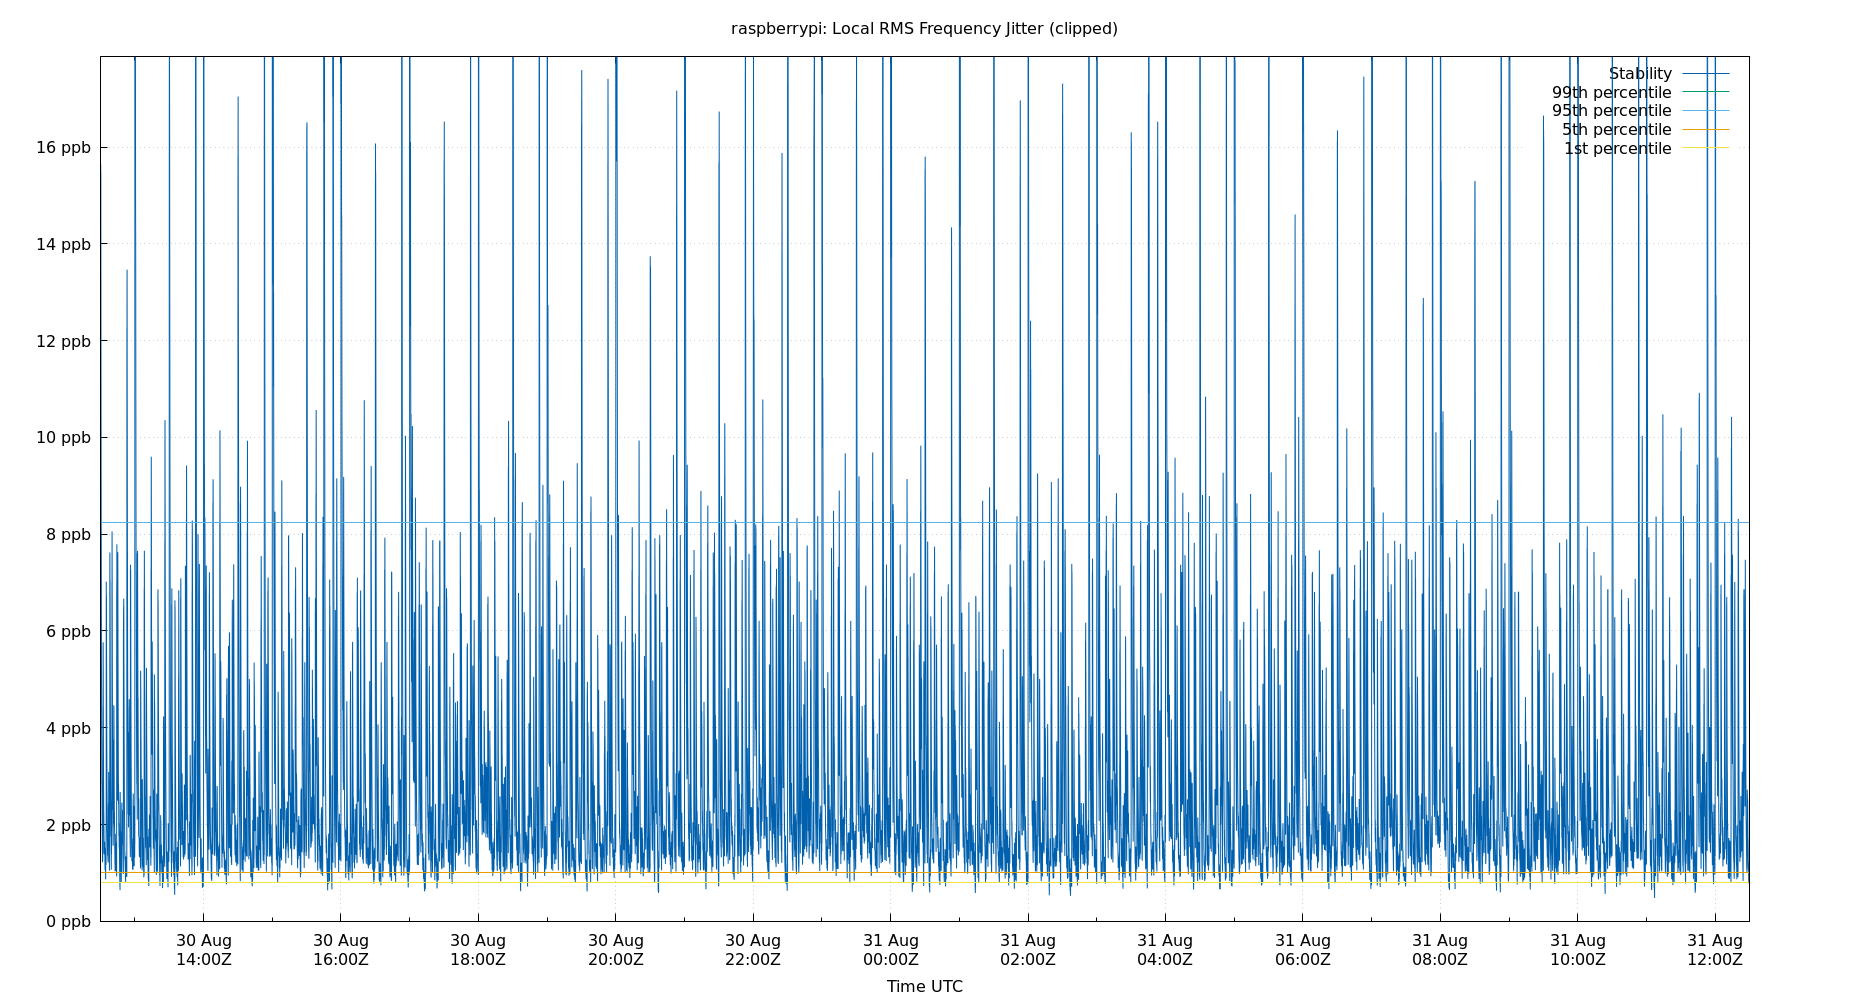 raspberrypi: Local RMS Frequency Jitter (clipped)
Stability
99th percentile
95th percentile
5th percentile
1st percentile
16 ppb
14 ppb
12 ppb
10 ppb
8 ppb
6 ppb
4 ppb
2 ppb
0 ppb
30 Aug 30 Aug 30 Aug 30 Aug 30 Aug 31 Aug 31 Aug 31 Aug 31 Aug 31 Aug 31 Aug 31 Aug
14:00Z 16:00Z 18:00Z 20:00Z 22:00Z 00:00Z 02:00Z 04:00Z 06:00Z 08:00Z 10:00Z 12:00Z
Time UTC